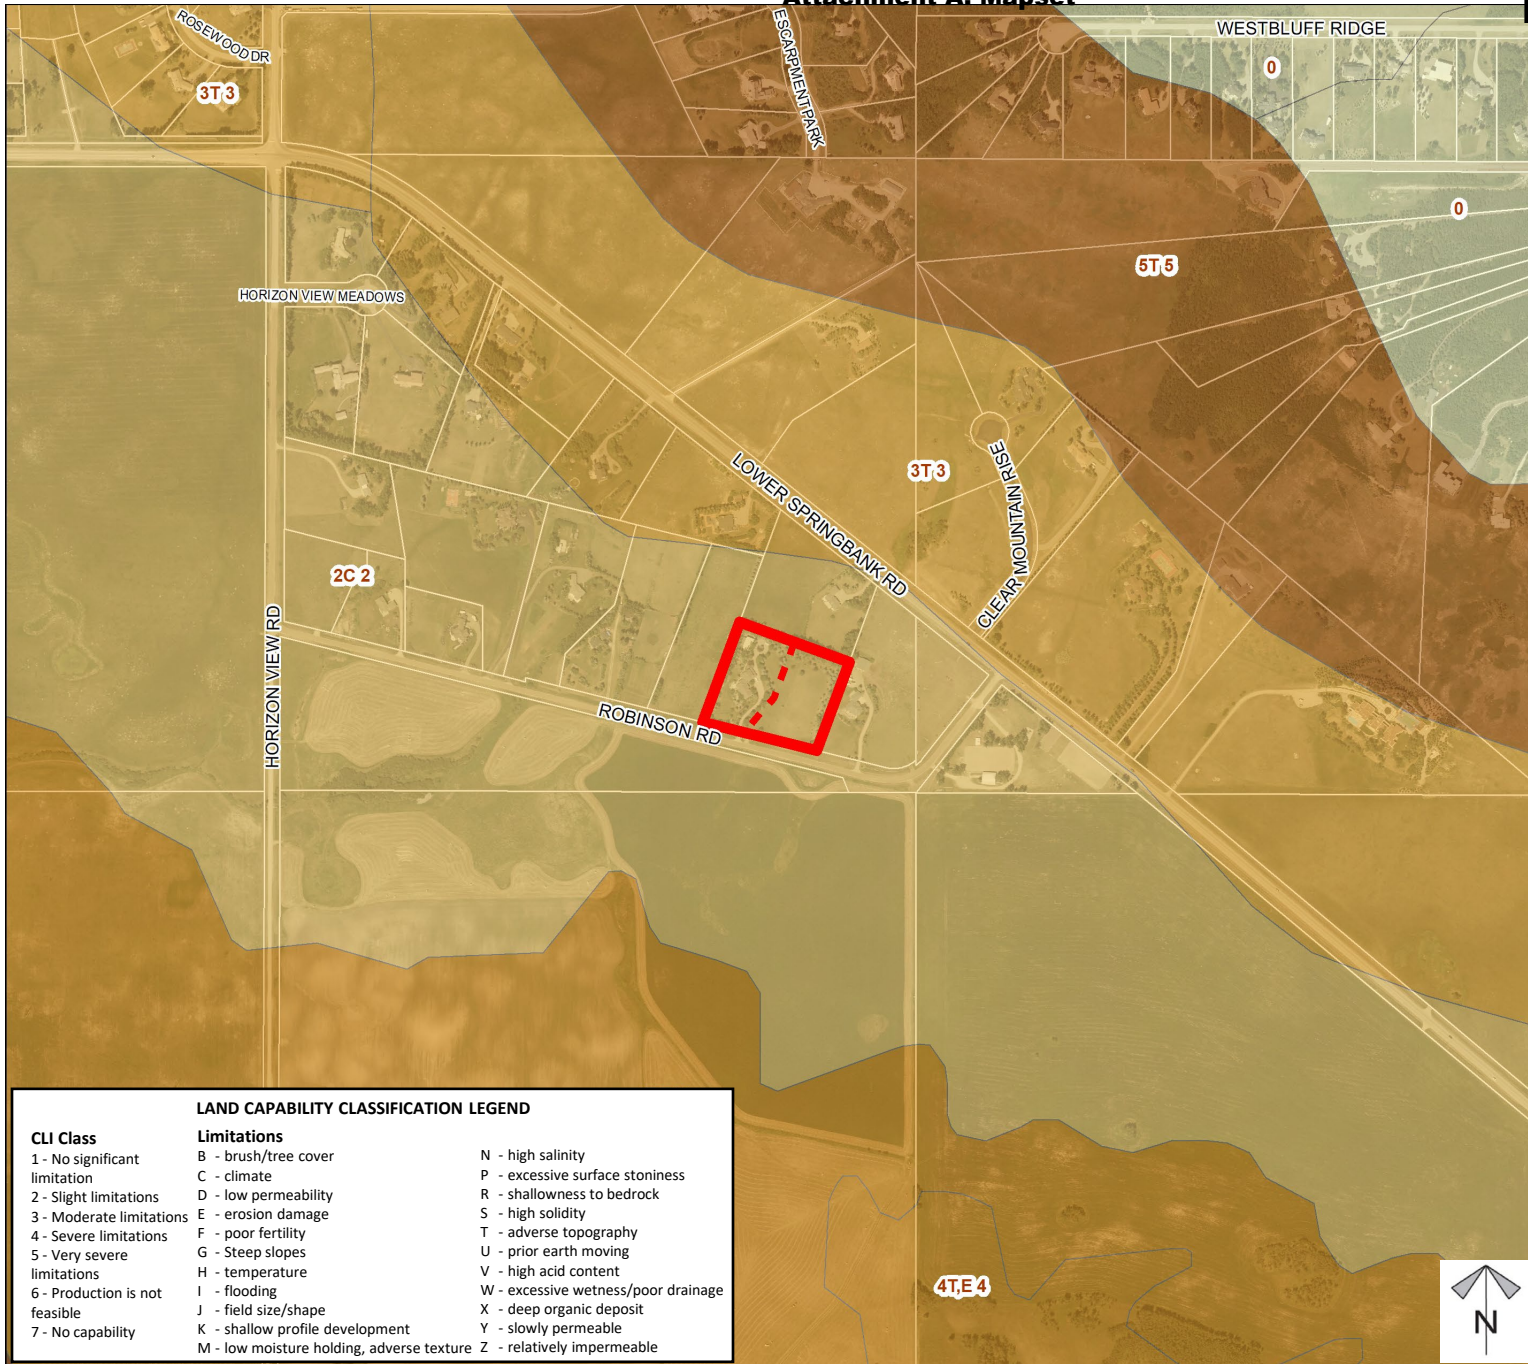 Attachment A: Mapset
ROSEWOOD DR
ESCARPMENT PARK
WESTBLUFF RIDGE
0
3T 3
0
5T 5
HORIZON VIEW MEADOWS
3T 3
LOWER SPRINGBANK RD
CLEAR MOUNTAIN RISE
2C 2
HORIZON VIEW RD
ROBINSON RD
4T,E 4
LAND CAPABILITY CLASSIFICATION LEGEND
CLI Class
1 - No significant
limitation
2 - Slight limitations
3 - Moderate limitations
4 - Severe limitations
5 - Very severe
limitations
6 - Production is not
feasible
7 - No capability
Limitations
B - brush/tree cover
C - climate
D - low permeability
E - erosion damage
F - poor fertility
G - Steep slopes
H - temperature
I - flooding
J - field size/shape
K - shallow profile development
M - low moisture holding, adverse texture
N - high salinity
P - excessive surface stoniness
R - shallowness to bedrock
S - high solidity
T - adverse topography
U - prior earth moving
V - high acid content
W - excessive wetness/poor drainage
X - deep organic deposit
Y - slowly permeable
Z - relatively impermeable
N